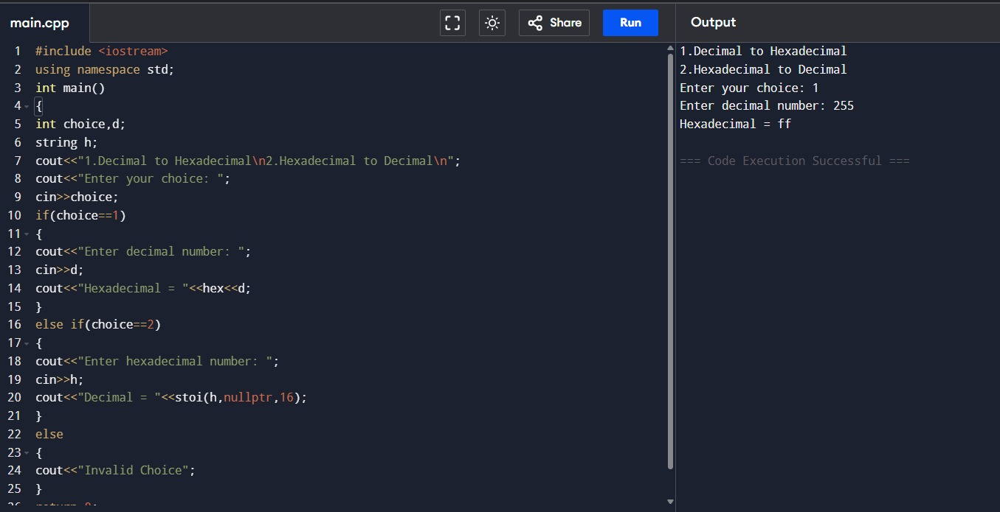 main.cpp
Share
Run
Output
1 #include <iostream>
2 using namespace std;
3 int main()
4 {
5 int choice,d;
6 string h;
7 cout<<"1.Decimal to Hexadecimal\n2.Hexadecimal to Decimal\n";
8 cout<<"Enter your choice: ";
9 cin>>choice;
10 if(choice==1)
11 {
12 cout<<"Enter decimal number: ";
13 cin>>d;
14 cout<<"Hexadecimal = "<<hex<<d;
15 }
16 else if(choice==2)
17 {
18 cout<<"Enter hexadecimal number: ";
19 cin>>h;
20 cout<<"Decimal = "<<stoi(h,nullptr,16);
21 }
22 else
23 {
24 cout<<"Invalid Choice";
25 }
26 return 0;
1.Decimal to Hexadecimal
2.Hexadecimal to Decimal
Enter your choice: 1
Enter decimal number: 255
Hexadecimal = ff
=== Code Execution Successful ===